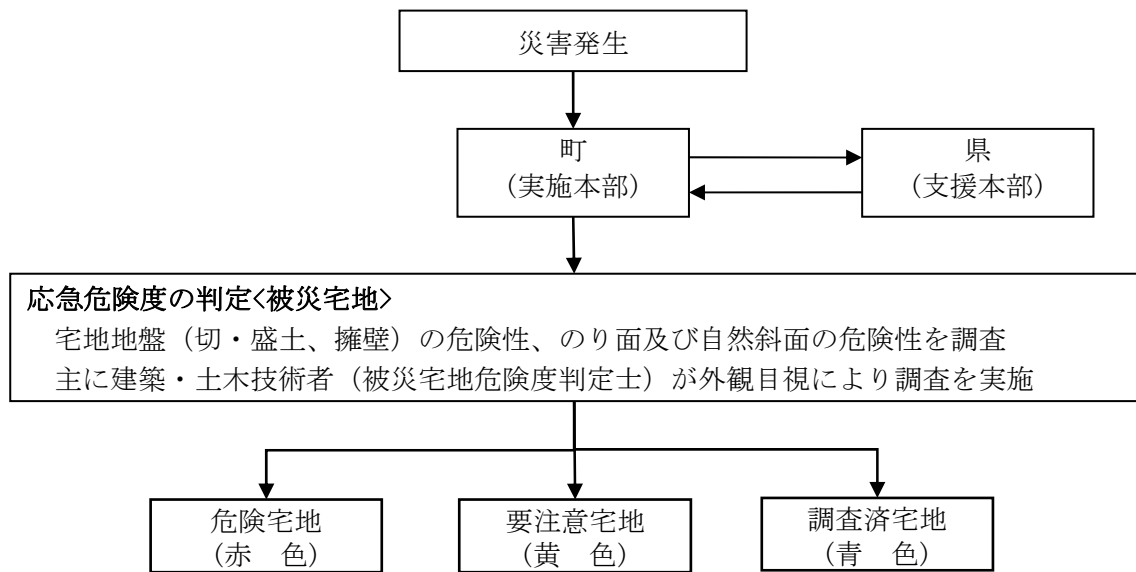 災害発生
町
（実施本部）
県
（支援本部）
応急危険度の判定<被災宅地>
宅地地盤（切・盛土、擁壁）の危険性、のり面及び自然斜面の危険性を調査
主に建築・土木技術者（被災宅地危険度判定士）が外観目視により調査を実施
危険宅地
（赤　色）
要注意宅地
（黄　色）
調査済宅地
（青　色）